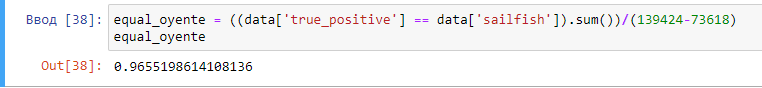 Ввод [38]: equal_oyente = ((data['true_positive'] == data['sailfish']).sum())/(139424-73618)
equal_oyente
Out[38]: 0.9655198614108136